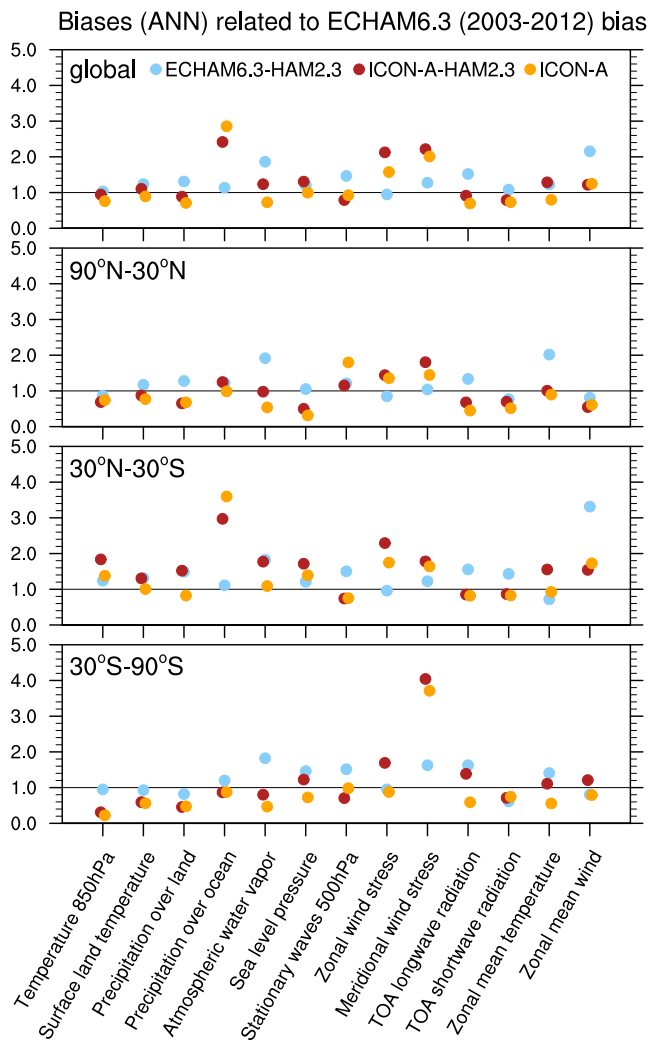 Biases (ANN) related to ECHAM6.3 (2003-2012) bias
5.0
global ECHAM6.3-HAM2.3 ICON-A-HAM2.3 ICON-A
4.0
3.0
2.0
1.0
0.0
5.0
90°N-30°N
4.0
3.0
2.0
1.0
0.0
5.0
30°N-30°S
4.0
3.0
2.0
1.0
0.0
5.0
30°S-90°S
4.0
3.0
2.0
1.0
0.0
Temperature 850hPa
Surface land temperature
Precipitation over land
Precipitation over ocean
Atmospheric water vapor
Sea level pressure
Stationary waves 500hPa
Zonal wind stress
Meridional wind stress
TOA longwave radiation
TOA shortwave radiation
Zonal mean temperature
Zonal mean wind